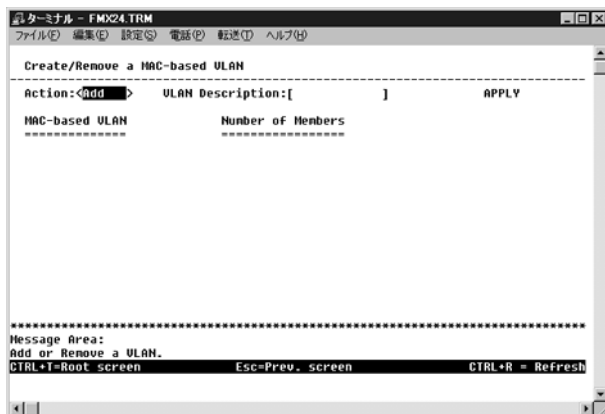 ターミナル - FMX24.TRM
ファイル(F) 編集(E) 設定(S) 電話(P) 転送(T) ヘルプ(H)
Create/Remove a MAC-based VLAN
--------------------------------------------------------------------------------
Action:<Add > VLAN Description:[ ] APPLY
MAC-based VLAN Number of Members
============== =================
********************************************************************************
Message Area:
Add or Remove a VLAN.
CTRL+T=Root screen Esc=Prev. screen CTRL+R = Refresh